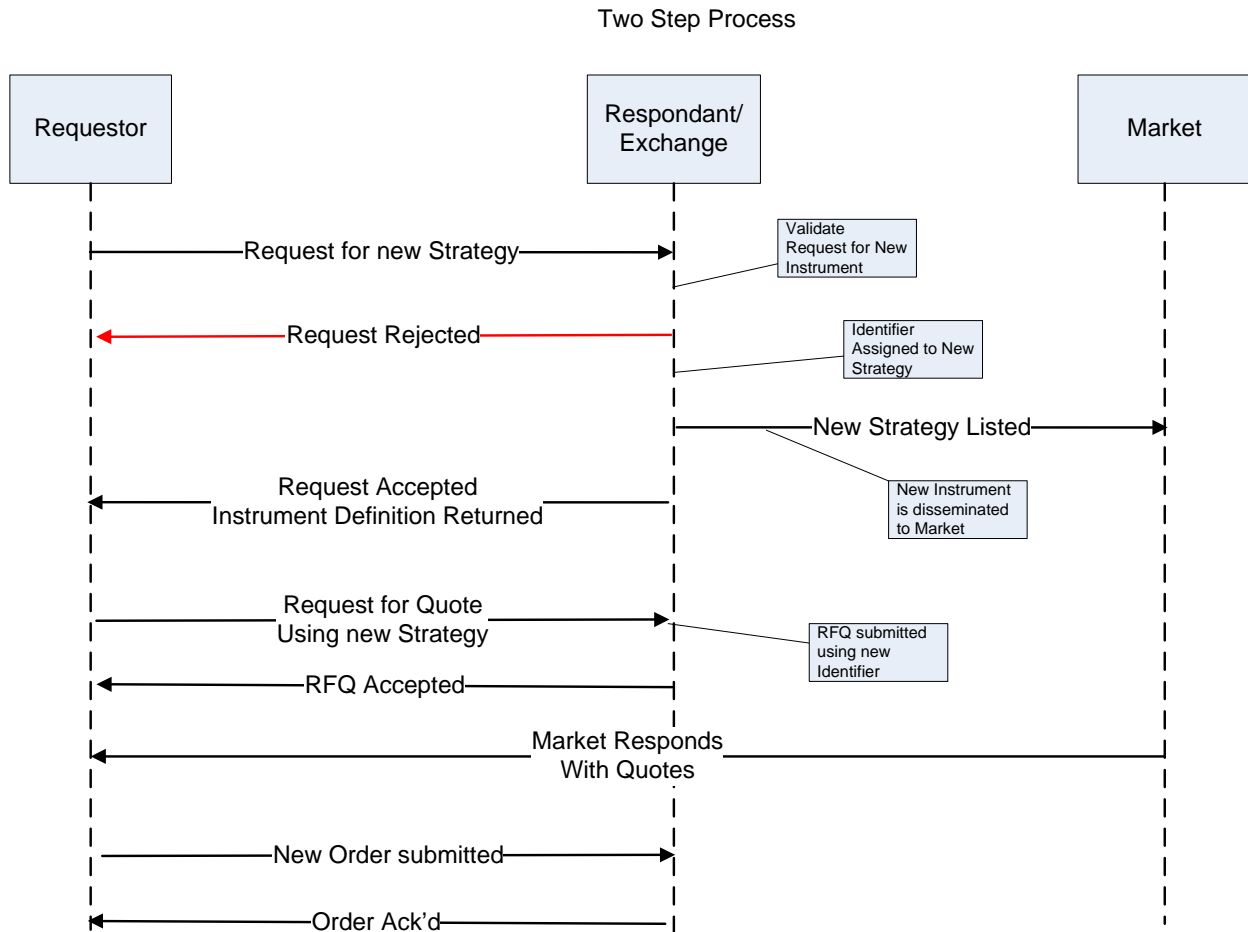 Two Step Process
Requestor
Respondant/
Exchange
Market
Request for new Strategy
Validate
Request for New
Instrument
Request Rejected
Identifier
Assigned to New
Strategy
New Strategy Listed
Request Accepted
Instrument Definition Returned
New Instrument
is disseminated
to Market
Request for Quote
Using new Strategy
RFQ submitted
using new
Identifier
RFQ Accepted
Market Responds
With Quotes
New Order submitted
Order Ack’d